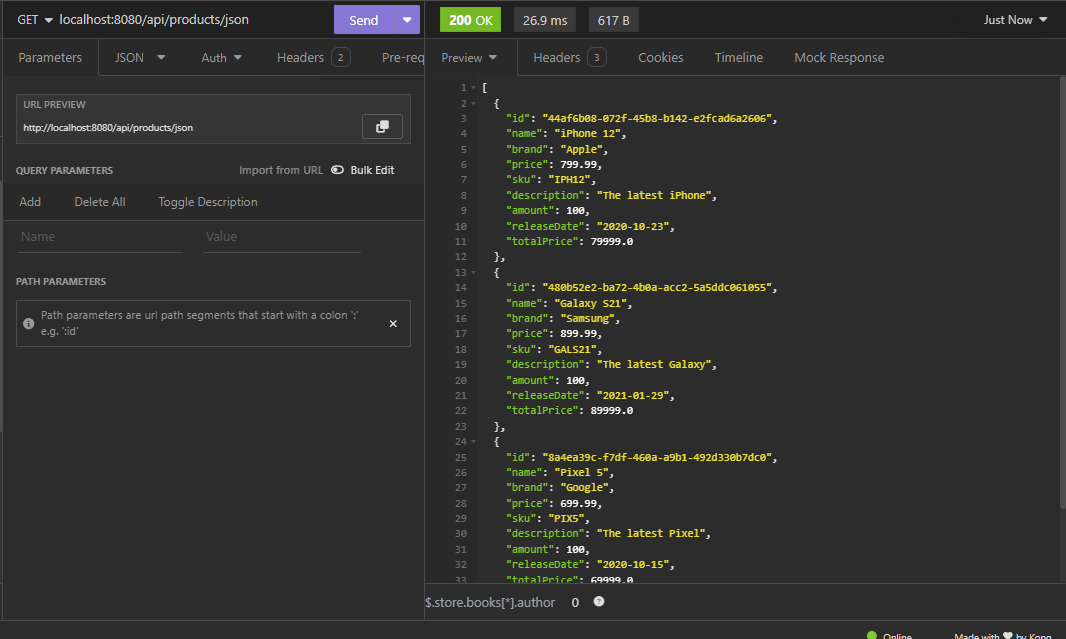 GET localhost:8080/api/products/json Send
200 OK 26.9 ms 617 B Just Now
Parameters JSON Auth Headers 2 Pre-req
Preview Headers 3 Cookies Timeline Mock Response
URL PREVIEW
http://localhost:8080/api/products/json
QUERY PARAMETERS Import from URL Bulk Edit
Add Delete All Toggle Description
Name Value
PATH PARAMETERS
Path parameters are url path segments that start with a colon ':'
e.g. ':id'
1 [
2 {
3 "id": "44af6b08-072f-45b8-b142-e2fcad6a2606",
4 "name": "iPhone 12",
5 "brand": "Apple",
6 "price": 799.99,
7 "sku": "IPH12",
8 "description": "The latest iPhone",
9 "amount": 100,
10 "releaseDate": "2020-10-23",
11 "totalPrice": 79999.0
12 },
13 {
14 "id": "480b52e2-ba72-4b0a-acc2-5a5ddc061055",
15 "name": "Galaxy S21",
16 "brand": "Samsung",
17 "price": 899.99,
18 "sku": "GALS21",
19 "description": "The latest Galaxy",
20 "amount": 100,
21 "releaseDate": "2021-01-29",
22 "totalPrice": 89999.0
23 },
24 {
25 "id": "8a4ea39c-f7df-460a-a9b1-492d330b7dc0",
26 "name": "Pixel 5",
27 "brand": "Google",
28 "price": 699.99,
29 "sku": "PIX5",
30 "description": "The latest Pixel",
31 "amount": 100,
32 "releaseDate": "2020-10-15",
33 "totalPrice": 69999.0
$.store.books[*].author 0
Online Made with by Kong